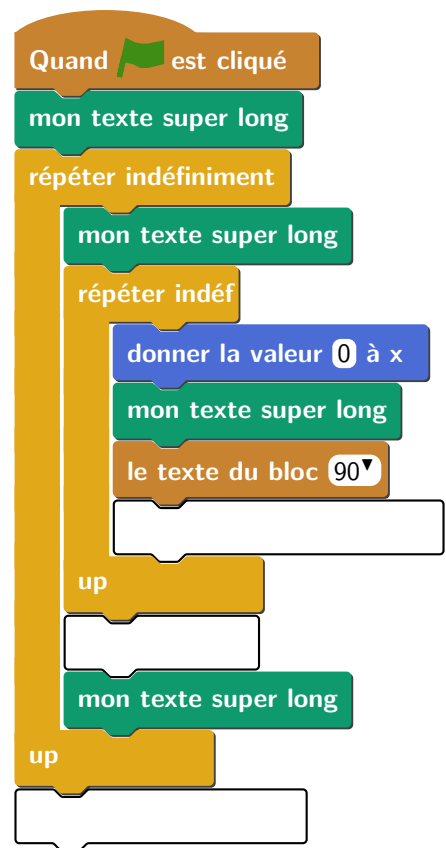 Quand est cliqué
mon texte super long
répéter indéfiniment
mon texte super long
répéter indéf
donner la valeur 0 à x
mon texte super long
le texte du bloc 90▼
up
mon texte super long
up